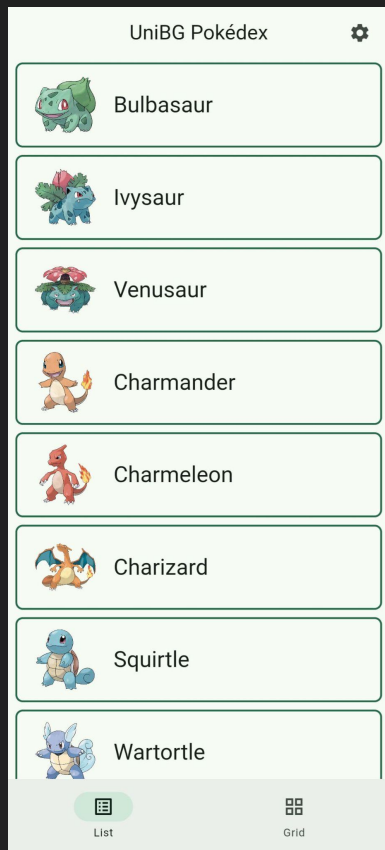 UniBG Pokédex
Bulbasaur
Ivysaur
Venusaur
Charmander
Charmeleon
Charizard
Squirtle
Wartortle
List
Grid